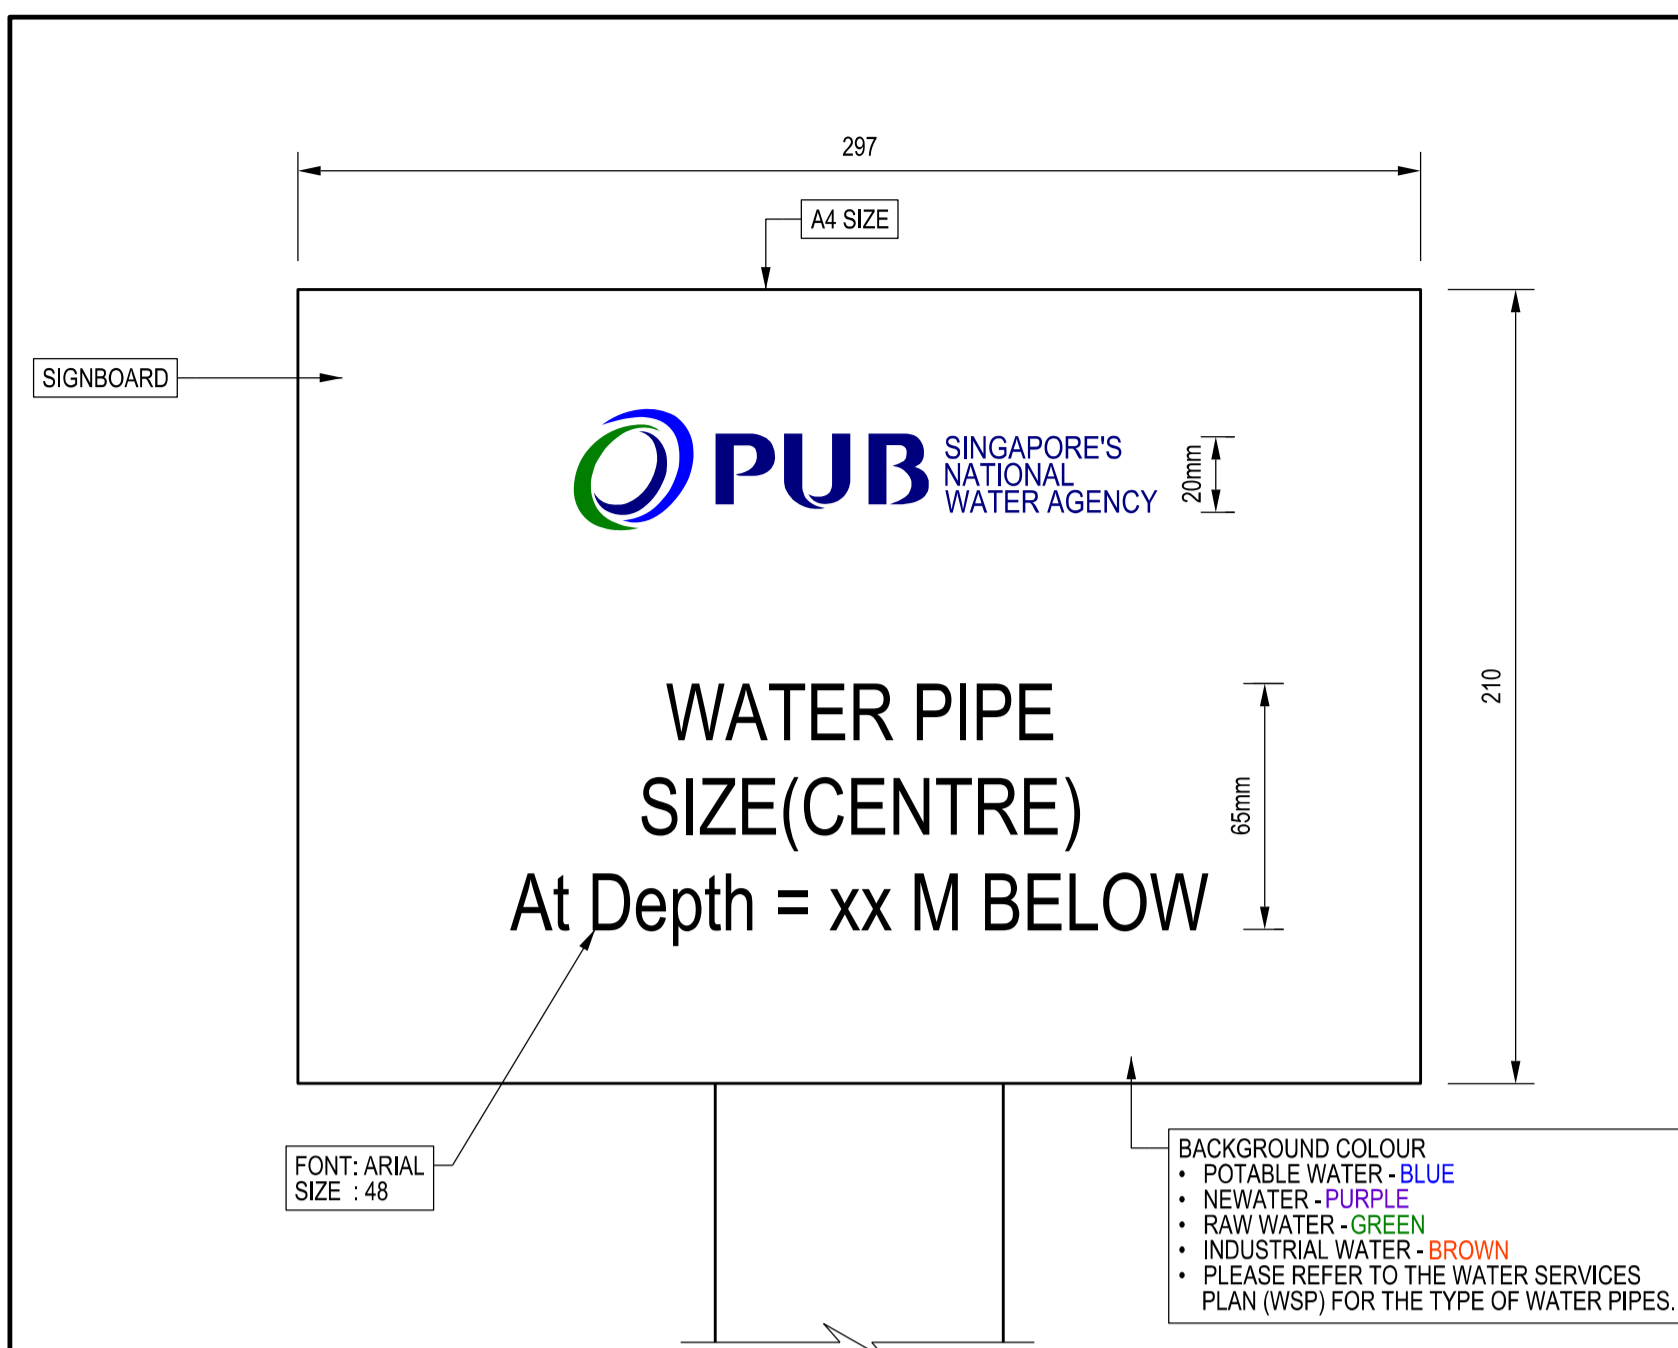 297
A4 SIZE
SIGNBOARD
PUB
SINGAPORE'S
NATIONAL
WATER AGENCY
20mm
WATER PIPE
SIZE(CENTRE)
At Depth = xx M BELOW
65mm
210
FONT: ARIAL
SIZE : 48
BACKGROUND COLOUR
• POTABLE WATER - BLUE
• NEWATER - PURPLE
• RAW WATER - GREEN
• INDUSTRIAL WATER - BROWN
• PLEASE REFER TO THE WATER SERVICES
PLAN (WSP) FOR THE TYPE OF WATER PIPES.